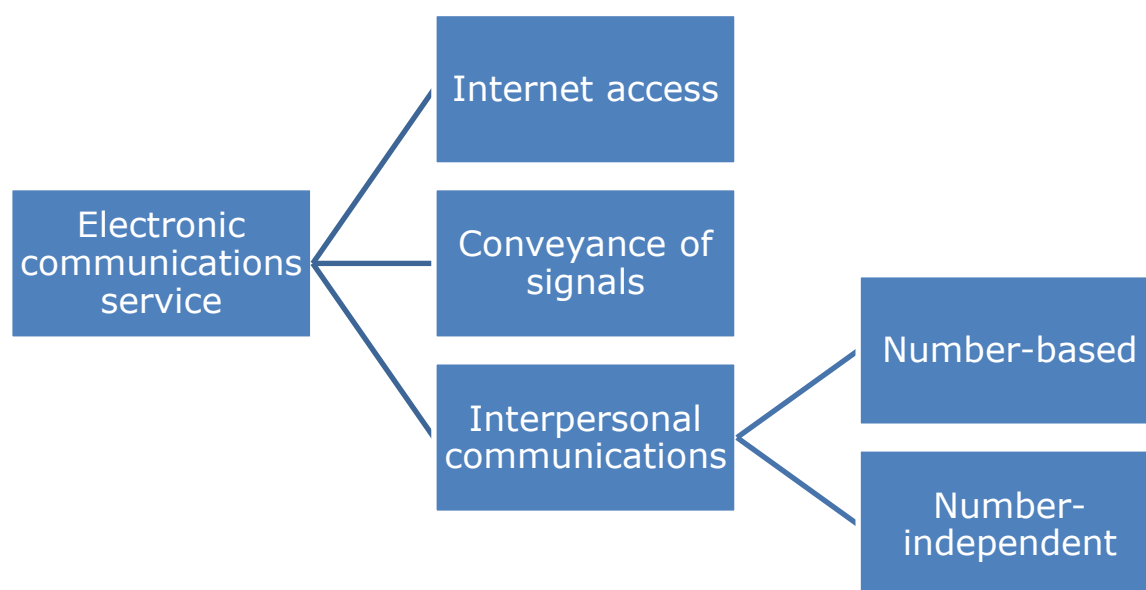 Internet access
Electronic
communications
service
Conveyance of
signals
Interpersonal
communications
Number-based
Number-
independent